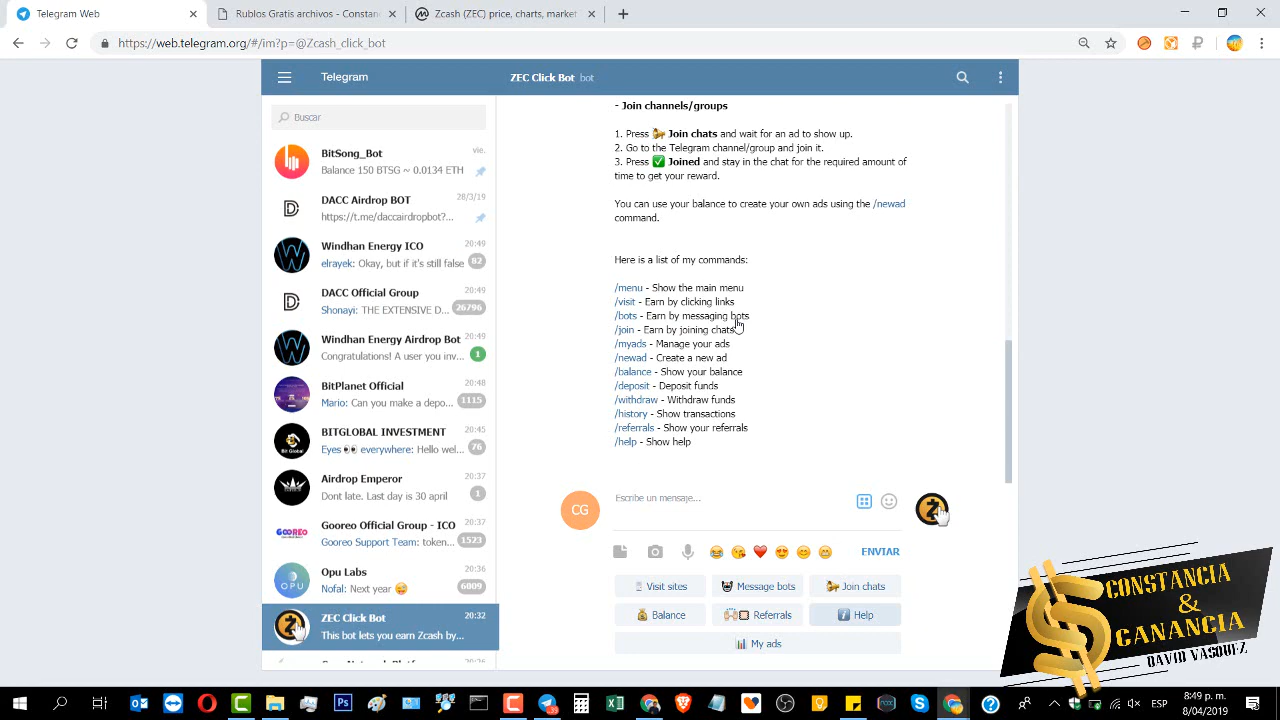 Telegram Web
Rublos Gratis archivos - Constanc
Zcash (ZEC) price, charts, market
https://web.telegram.org/#/im?p=@Zcash_click_bot
Telegram
ZEC Click Bot bot
Buscar
BitSong_Bot
vie.
Balance 150 BTSG ~ 0.0134 ETH
DACC Airdrop BOT
28/3/19
https://t.me/daccairdropbot?...
Windhan Energy ICO
20:49
elrayek: Okay, but if it's still false
82
DACC Official Group
20:49
Shonayi: THE EXTENSIVE D...
26796
Windhan Energy Airdrop Bot
20:49
Congratulations! A user you inv...
1
BitPlanet Official
20:48
Mario: Can you make a depo...
1115
BITGLOBAL INVESTMENT
20:45
Eyes 👀 everywhere: Hello wel...
76
Airdrop Emperor
20:37
Dont late. Last day is 30 april
1
Gooreo Official Group - ICO
20:37
Gooreo Support Team: token...
1523
Opu Labs
20:36
Nofal: Next year 😅
6009
ZEC Click Bot
20:32
This bot lets you earn Zcash by...
20:26
- Join channels/groups
1. Press 📢 Join chats and wait for an ad to show up.
2. Go to the Telegram channel/group and join it.
3. Press ✅ Joined and stay in the chat for the required amount of
time to get your reward.
You can use your balance to create your own ads using the /newad
command.
Here is a list of my commands:
/menu - Show the main menu
/visit - Earn by clicking links
/bots - Earn by messaging bots
/join - Earn by joining chats
/myads - Manage your ads
/newad - Create a new ad
/balance - Show your balance
/deposit - Deposit funds
/withdraw - Withdraw funds
/history - Show transactions
/referrals - Show your referrals
/help - Show help
CG
Escribe un mensaje...
ENVIAR
Visit sites
Message bots
Join chats
Balance
Referrals
Help
My ads
CONSTANCIA
&
GANANCIA
DAVID VASQUEZ
ESP
8:49 p. m.
8/04/2019